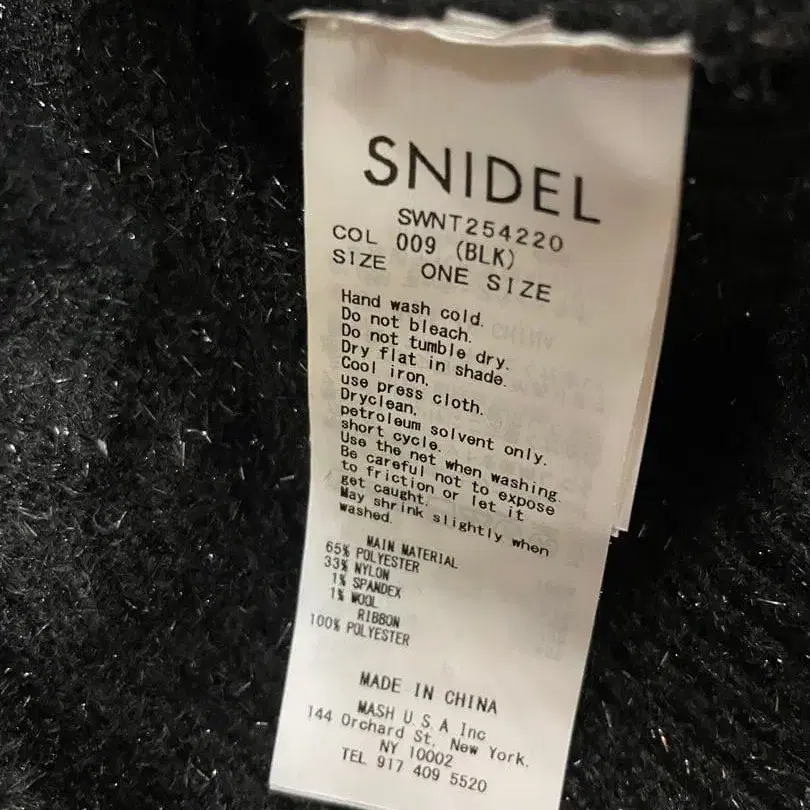 SNIDEL
SWNT254220
COL 009 (BLK)
SIZE ONE SIZE
Hand wash cold.
Do not bleach.
Do not tumble dry.
Dry flat in shade.
Cool iron,
use press cloth.
Dryclean,
petroleum solvent only.
short cycle.
Use the net when washing.
Be careful not to expose
to friction or let it
get caught.
May shrink slightly when
washed.
MAIN MATERIAL
65% POLYESTER
33% NYLON
1% SPANDEX
1% WOOL
RIBBON
100% POLYESTER
MADE IN CHINA
MASH U.S.A Inc
144 Orchard St, New York.
NY 10002
TEL 917 409 5520